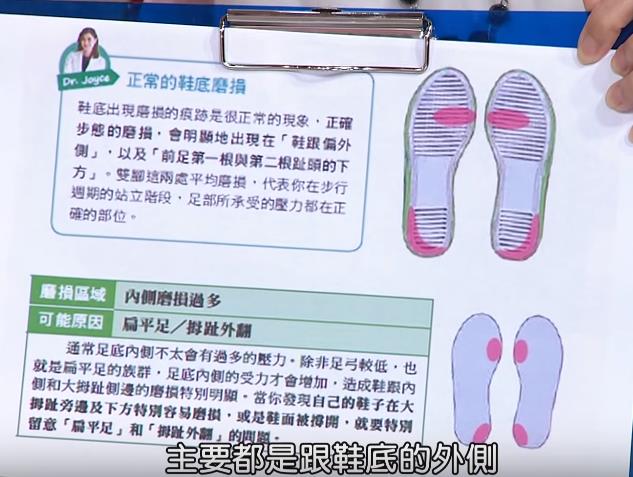 Dr. Joyce
正常的鞋底磨損
鞋底出現磨損的痕跡是很正常的現象，正確
步態的磨損，會明顯地出現在「鞋跟偏外
側」，以及「前足第一根與第二根趾頭的下
方」。雙腳這兩處平均磨損，代表你在步行
週期的站立階段，足部所承受的壓力都在正
確的部位。
磨損區域 內側磨損過多
可能原因 扁平足／拇趾外翻
通常足底內側不太會有過多的壓力。除非足弓較低，也
就是扁平足的族群，足底內側的受力才會增加，造成鞋跟內
側和大拇趾側邊的磨損特別明顯。當你發現自己的鞋子在大
拇趾旁邊及下方特別容易磨損，或是鞋面被撐開，就要特別
留意「扁平足」和「拇趾外翻」的問題。
主要都是跟鞋底的外側